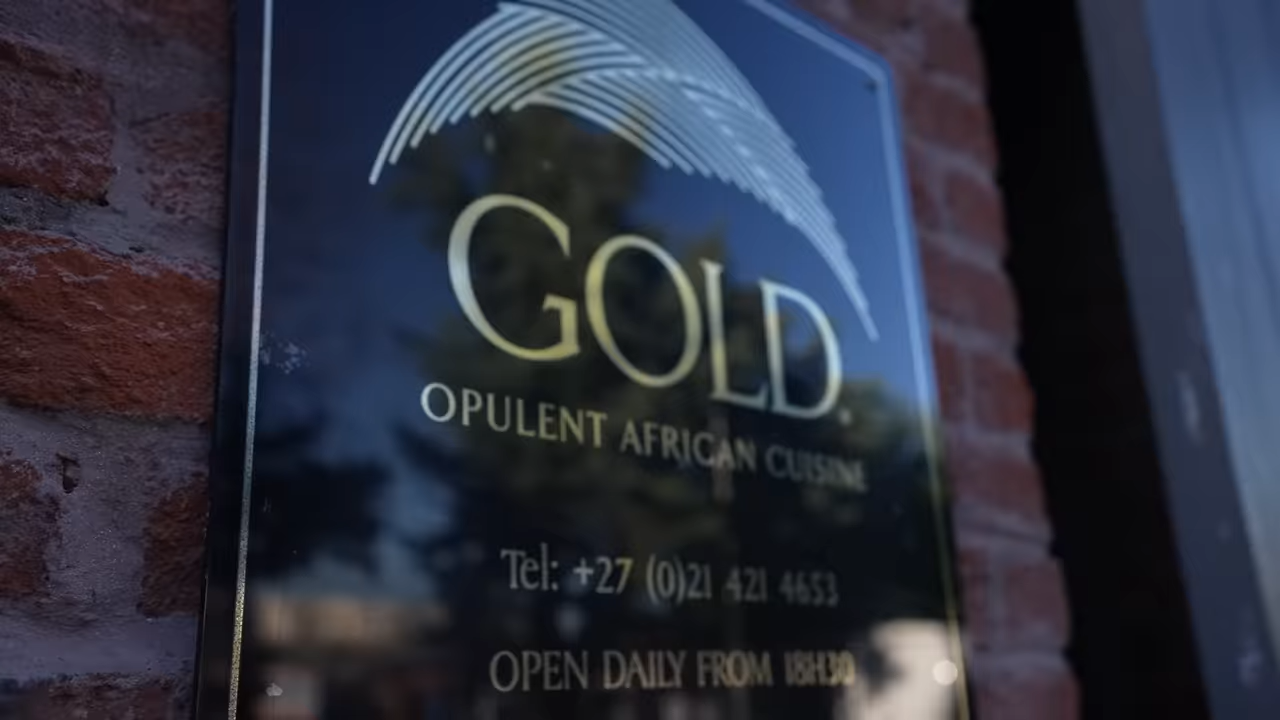 GOLD.
OPULENT AFRICAN CUISINE
Tel: +27 (0)21 421 4653
OPEN DAILY FROM 18H30